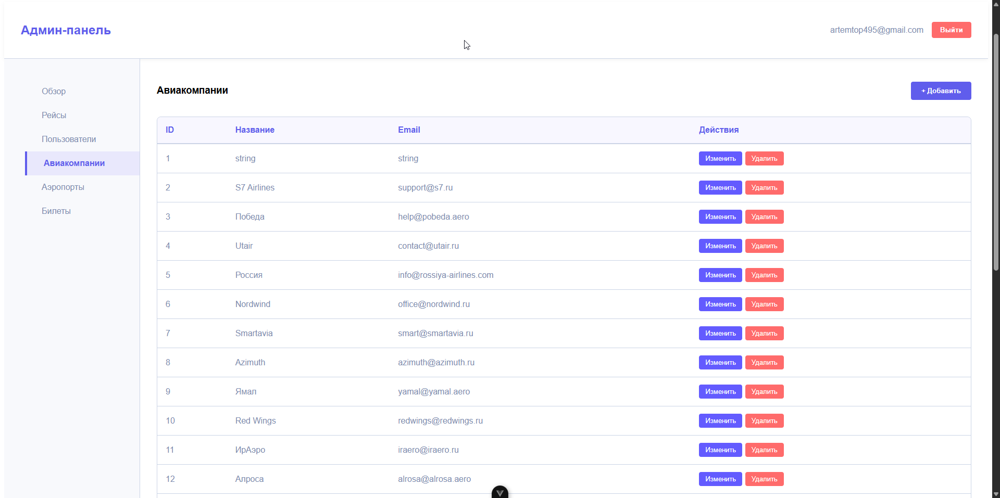 Админ-панель
artemtop495@gmail.com Выйти
Обзор
Рейсы
Пользователи
Авиакомпании
Аэропорты
Билеты
Авиакомпании + Добавить
ID Название Email Действия
1 string string Изменить Удалить
2 S7 Airlines support@s7.ru Изменить Удалить
3 Победа help@pobeda.aero Изменить Удалить
4 Utair contact@utair.ru Изменить Удалить
5 Россия info@rossiya-airlines.com Изменить Удалить
6 Nordwind office@nordwind.ru Изменить Удалить
7 Smartavia smart@smartavia.ru Изменить Удалить
8 Azimuth azimuth@azimuth.ru Изменить Удалить
9 Ямал yamal@yamal.aero Изменить Удалить
10 Red Wings redwings@redwings.ru Изменить Удалить
11 ИрАэро iraero@iraero.ru Изменить Удалить
12 Алроса alrosa@alrosa.aero Изменить Удалить